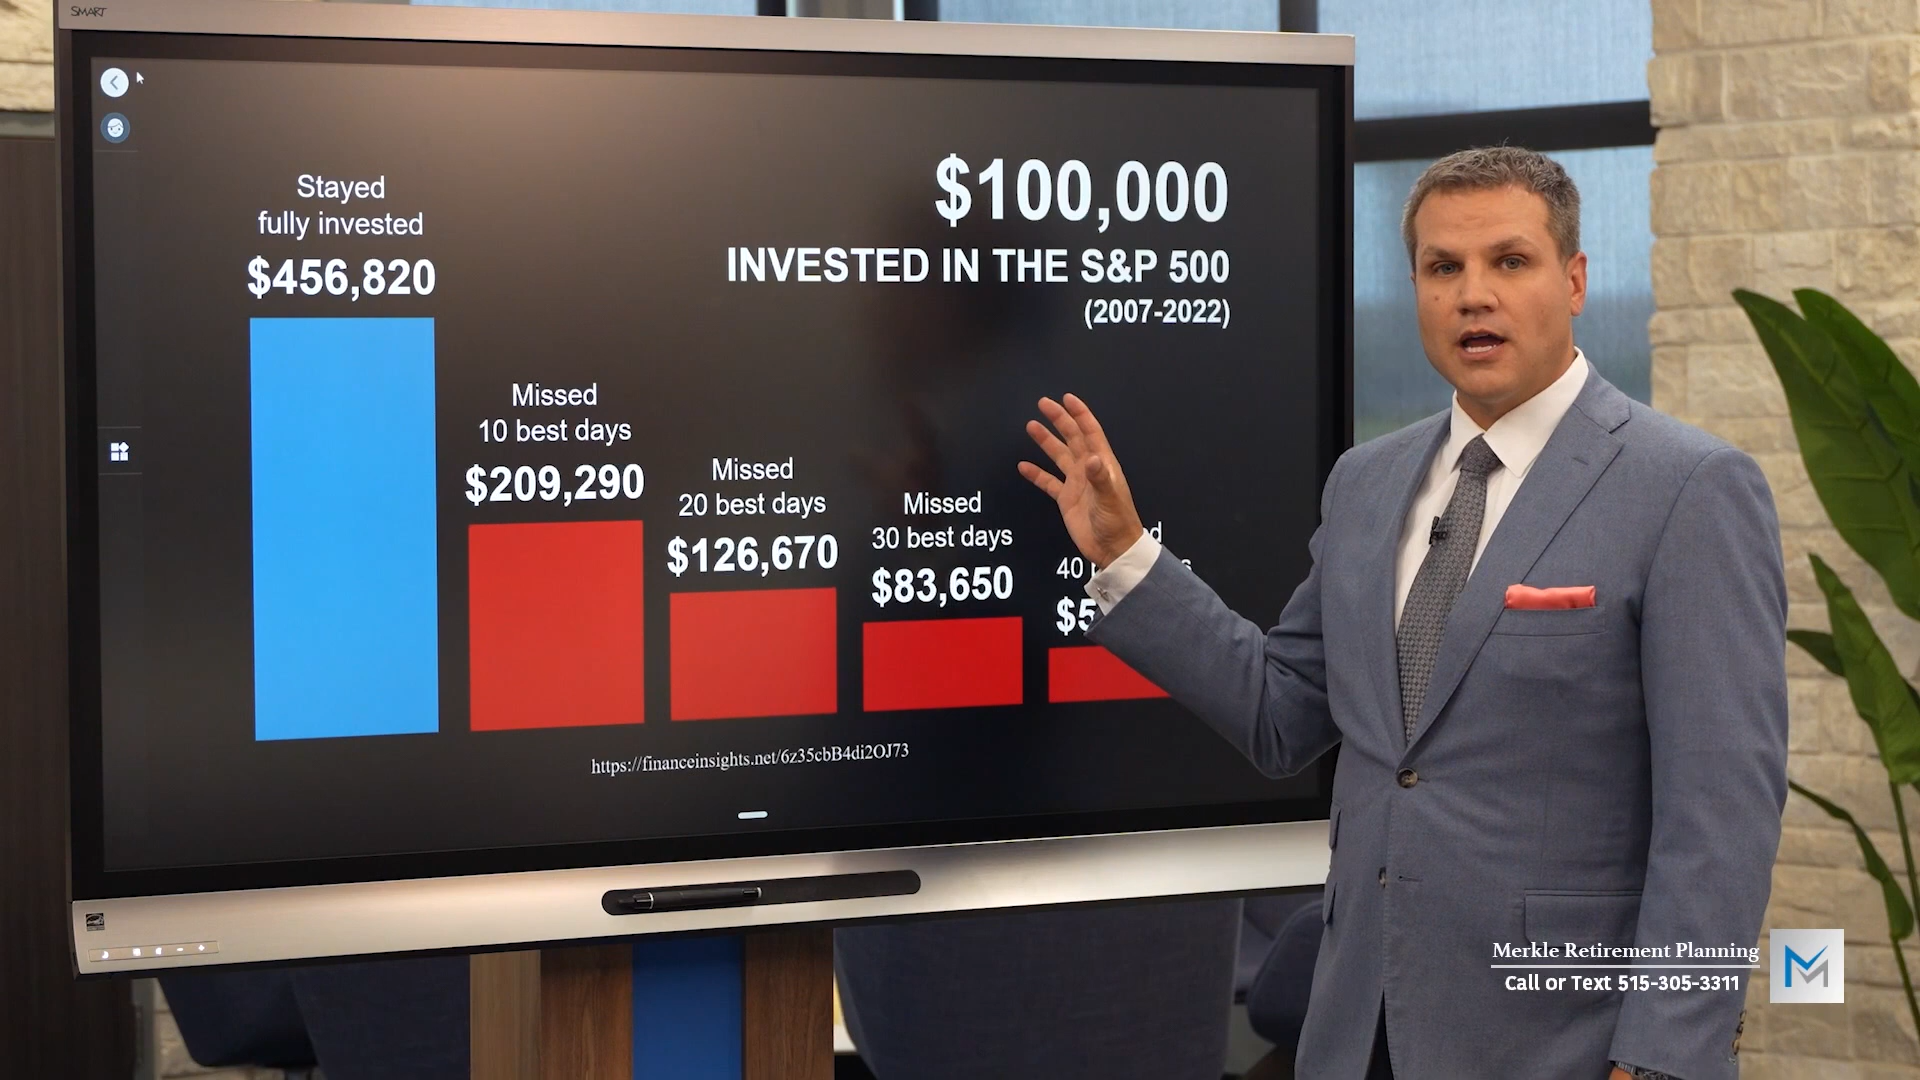 SMART
Stayed
fully invested
$456,820
$100,000
INVESTED IN THE S&P 500
(2007-2022)
Missed
10 best days
$209,290
Missed
20 best days
$126,670
Missed
30 best days
$83,650
40
https://financeinsights.net/6z35cbB4di2OJ73
Merkle Retirement Planning
Call or Text 515-305-3311